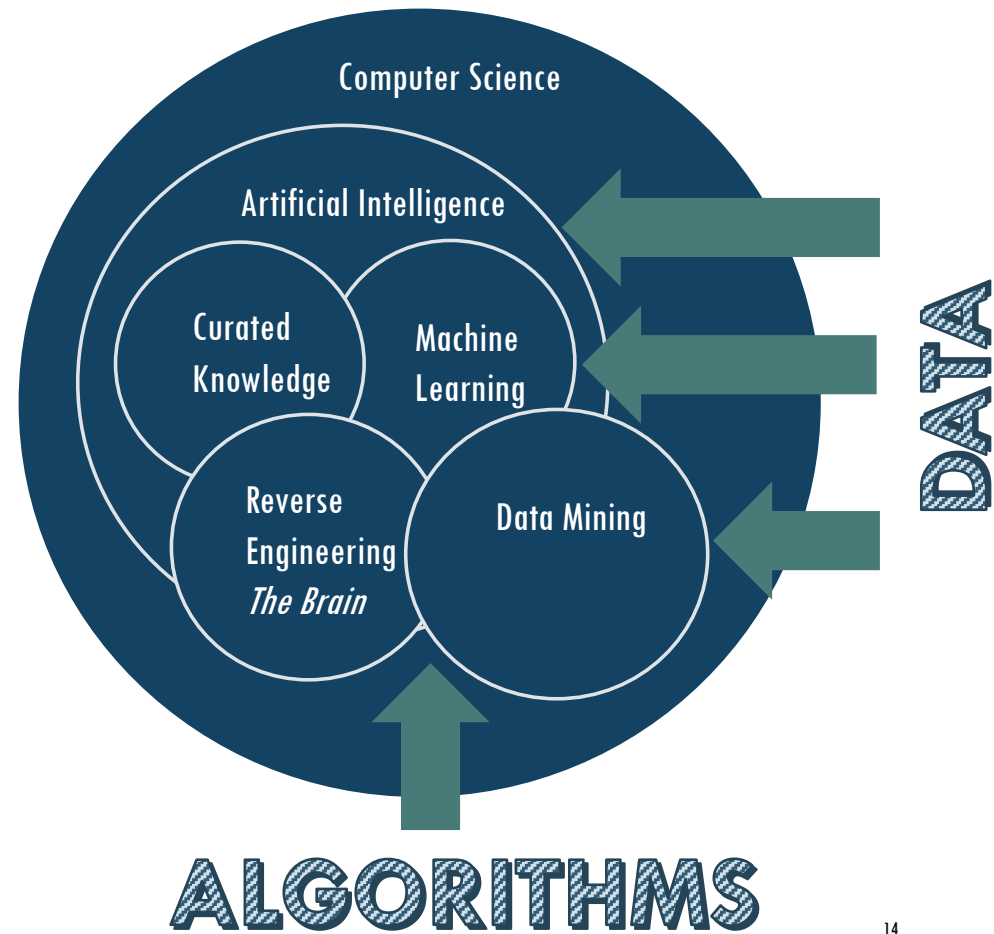 Computer Science
Artificial Intelligence
Curated
Knowledge
Machine
Learning
Reverse
Engineering
The Brain
Data Mining
DATA
ALGORITHMS
14